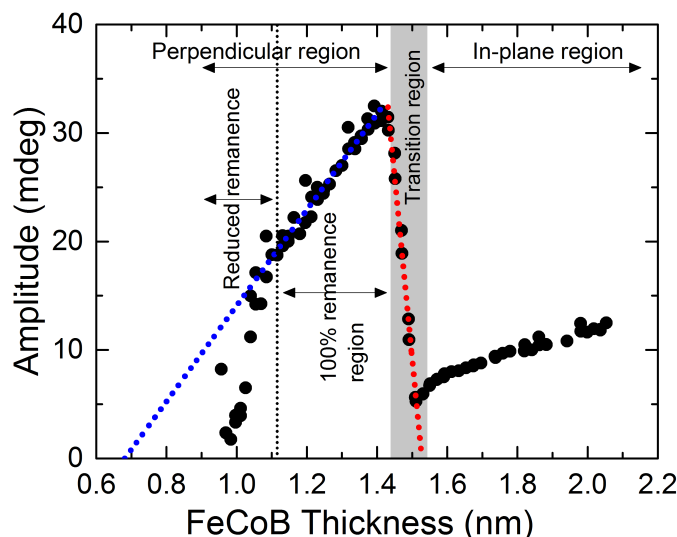 40
30
20
10
0
Amplitude (mdeg)
Perpendicular region
In-plane region
Reduced remanence
100% remanence
region
Transition region
0.6 0.8 1.0 1.2 1.4 1.6 1.8 2.0 2.2
FeCoB Thickness (nm)